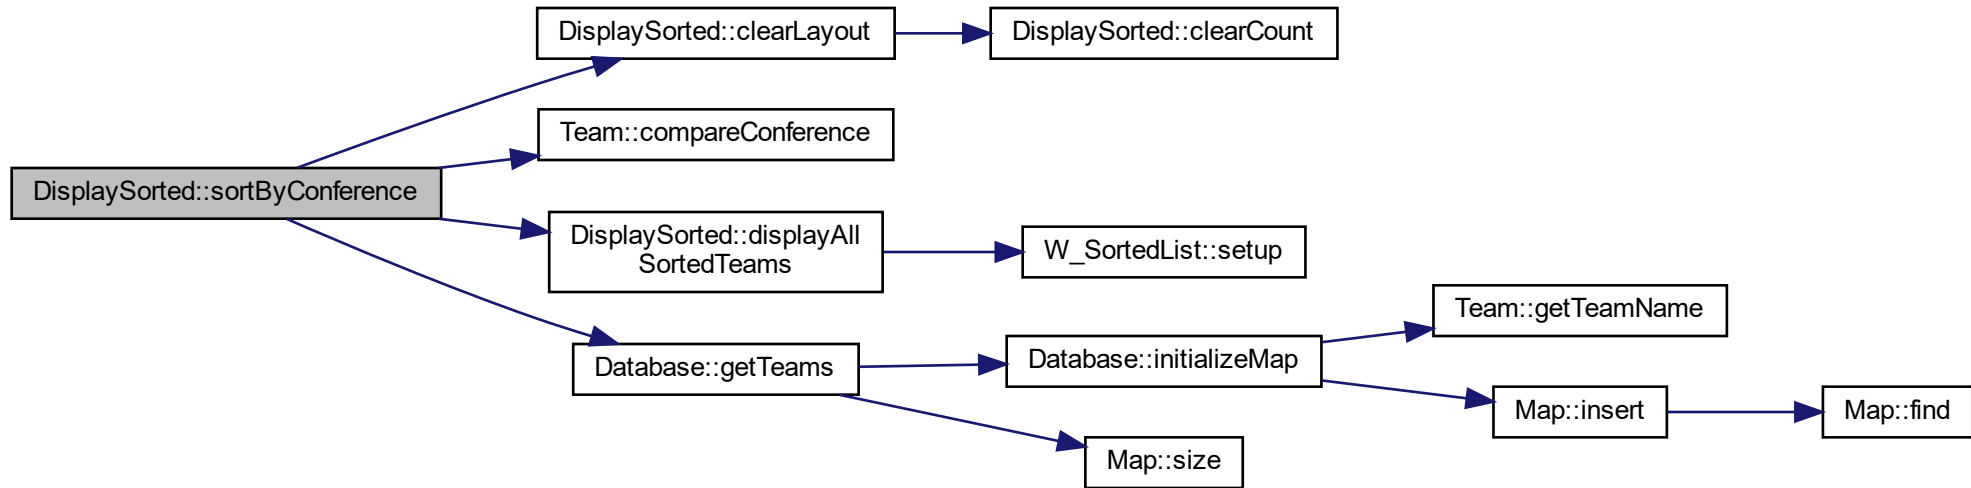 DisplaySorted::clearLayout
DisplaySorted::clearCount
Team::compareConference
DisplaySorted::sortByConference
DisplaySorted::displayAll
SortedTeams
W_SortedList::setup
Team::getTeamName
Database::getTeams
Database::initializeMap
Map::insert
Map::find
Map::size